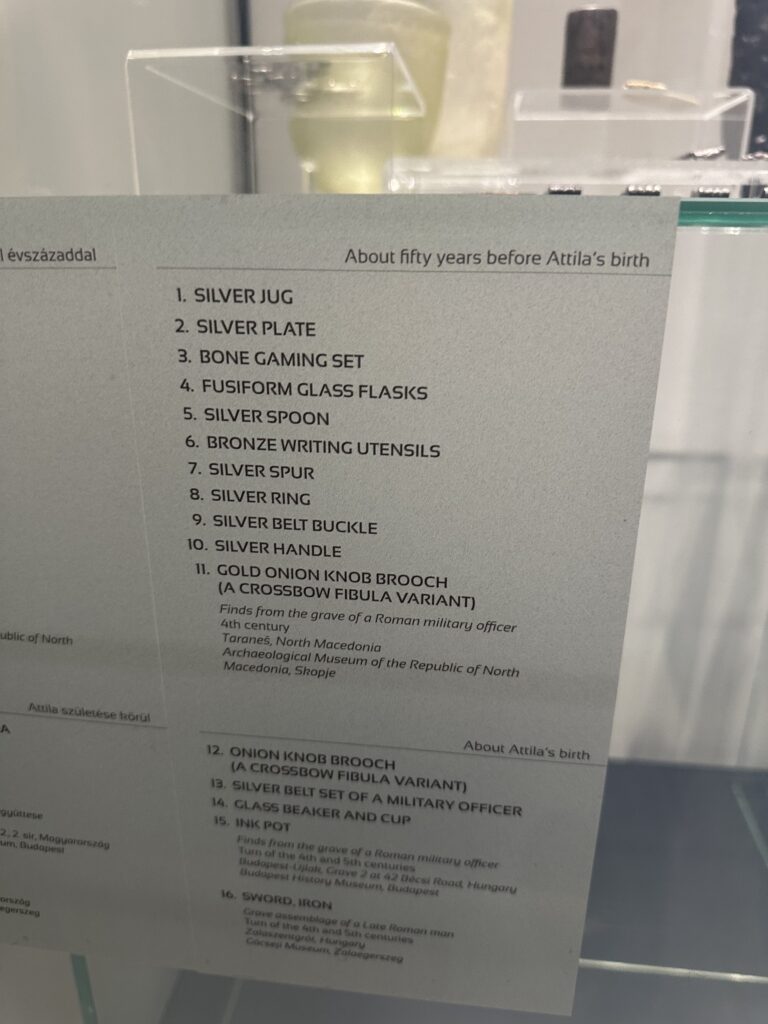 l évszázaddal
ublic of North
Attila születése körül
A
gyüttese
2., 2. sír, Magyarország
um, Budapest
ország
egerszeg
About fifty years before Attila's birth
1. SILVER JUG
2. SILVER PLATE
3. BONE GAMING SET
4. FUSIFORM GLASS FLASKS
5. SILVER SPOON
6. BRONZE WRITING UTENSILS
7. SILVER SPUR
8. SILVER RING
9. SILVER BELT BUCKLE
10. SILVER HANDLE
11. GOLD ONION KNOB BROOCH
(A CROSSBOW FIBULA VARIANT)
Finds from the grave of a Roman military officer
4th century
Taraneš, North Macedonia
Archaeological Museum of the Republic of North
Macedonia, Skopje
About Attila's birth
12. ONION KNOB BROOCH
(A CROSSBOW FIBULA VARIANT)
13. SILVER BELT SET OF A MILITARY OFFICER
14. GLASS BEAKER AND CUP
15. INK POT
Finds from the grave of a Roman military officer
Turn of the 4th and 5th centuries
Budapest-Újlak, Grave 2 at 42 Bécsi Road, Hungary
Budapest History Museum, Budapest
16. SWORD, IRON
Grave assemblage of a Late Roman man
Turn of the 4th and 5th centuries
Zalaszentgrót, Hungary
Göcseji Museum, Zalaegerszeg